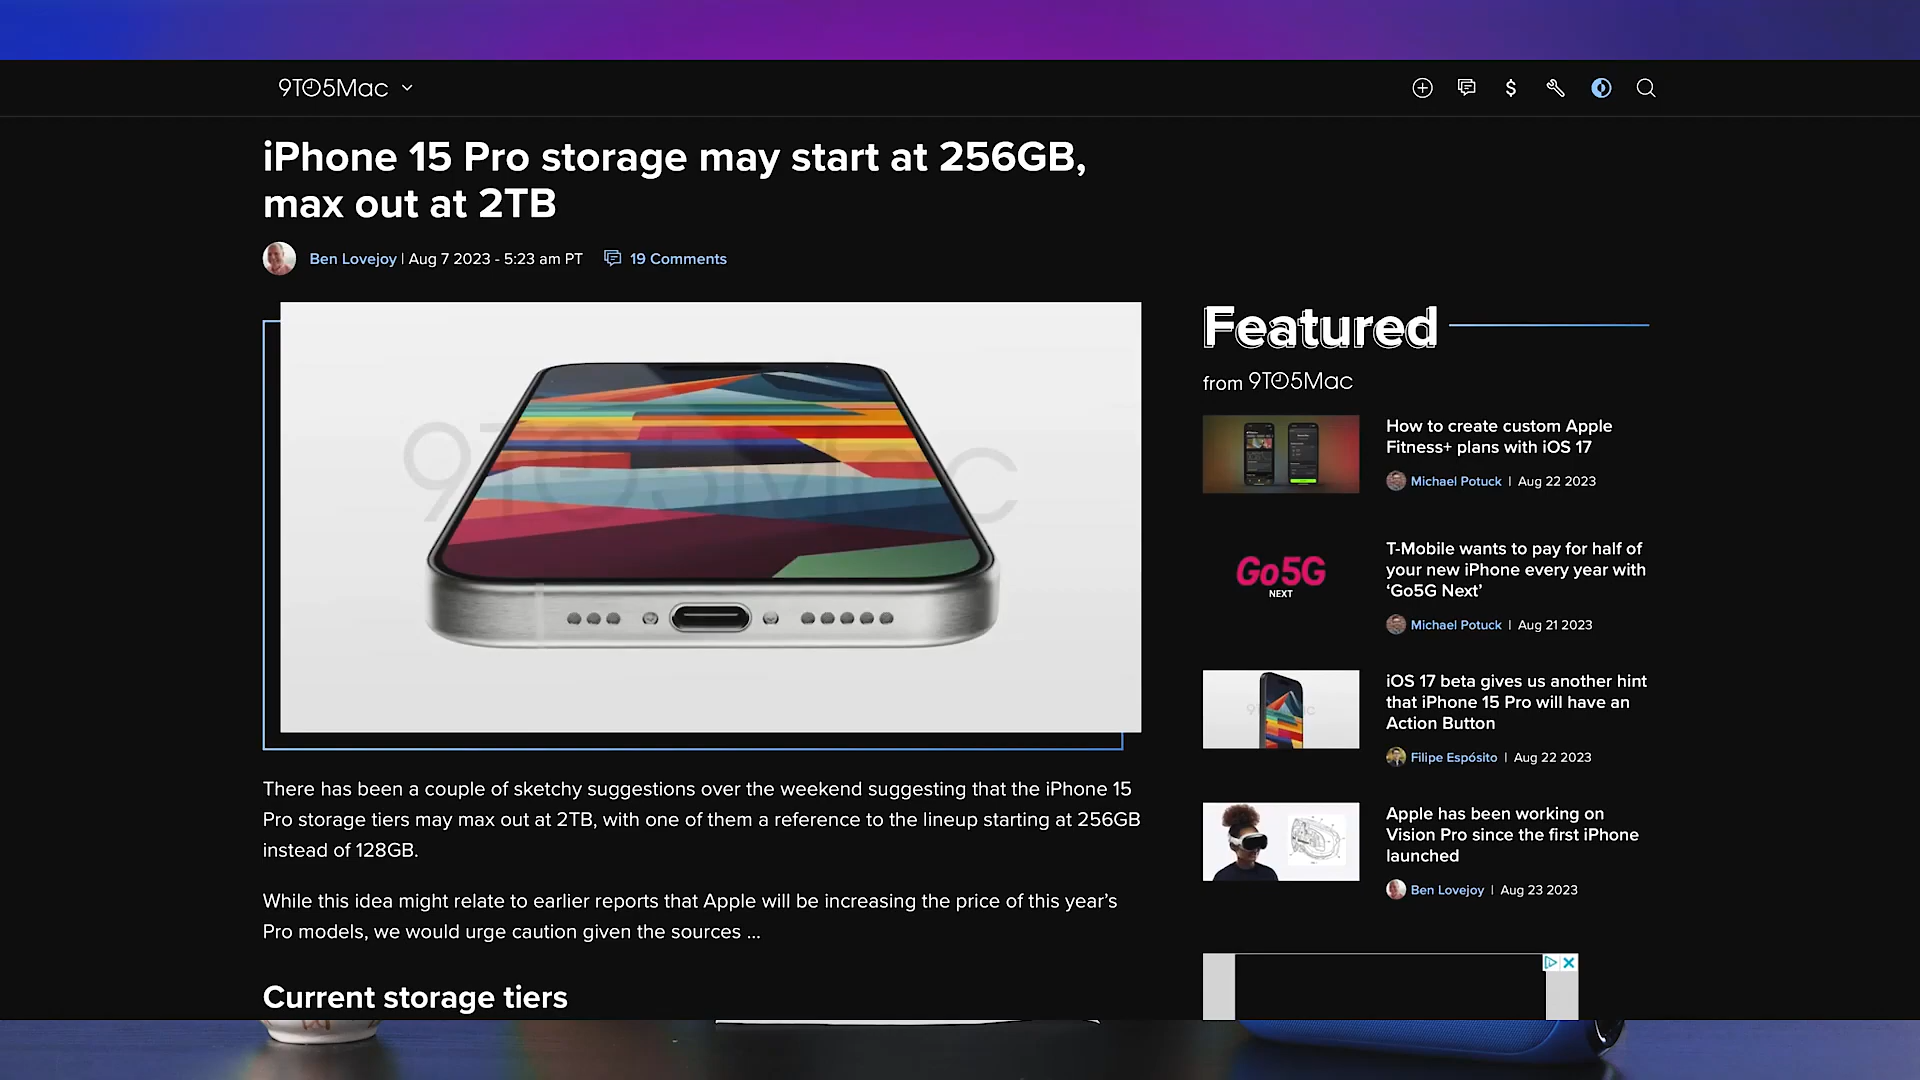 9TO5Mac
iPhone 15 Pro storage may start at 256GB,
max out at 2TB
Ben Lovejoy | Aug 7 2023 - 5:23 am PT
19 Comments
9TO5Mac
There has been a couple of sketchy suggestions over the weekend suggesting that the iPhone 15
Pro storage tiers may max out at 2TB, with one of them a reference to the lineup starting at 256GB
instead of 128GB.
While this idea might relate to earlier reports that Apple will be increasing the price of this year’s
Pro models, we would urge caution given the sources ...
Current storage tiers
Featured
from 9TO5Mac
How to create custom Apple
Fitness+ plans with iOS 17
Michael Potuck | Aug 22 2023
Go5G
NEXT
T-Mobile wants to pay for half of
your new iPhone every year with
‘Go5G Next’
Michael Potuck | Aug 21 2023
iOS 17 beta gives us another hint
that iPhone 15 Pro will have an
Action Button
Filipe Espósito | Aug 22 2023
Apple has been working on
Vision Pro since the first iPhone
launched
Ben Lovejoy | Aug 23 2023